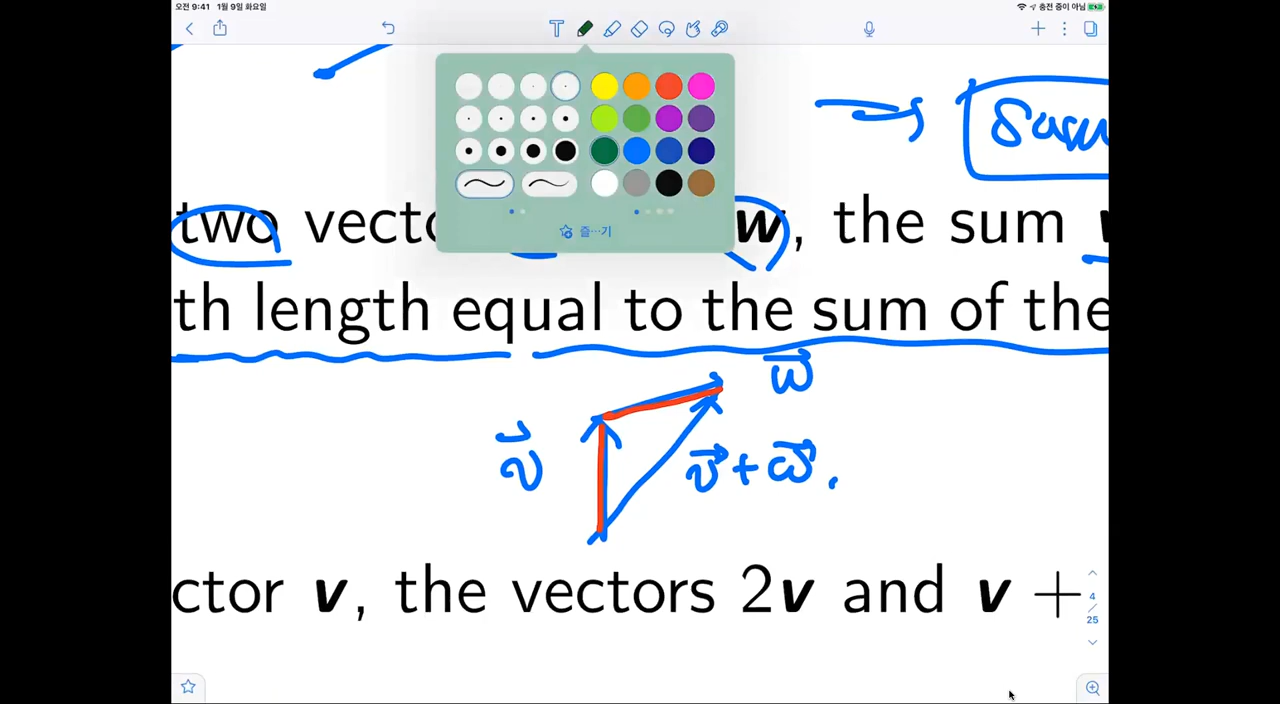 오전 9:41 1월 9일 화요일
충전 중이 아님
즐…기
two vecto w, the sum
th length equal to the sum of the
w
v
v + w.
ctor v, the vectors 2v and v +
4
/
25